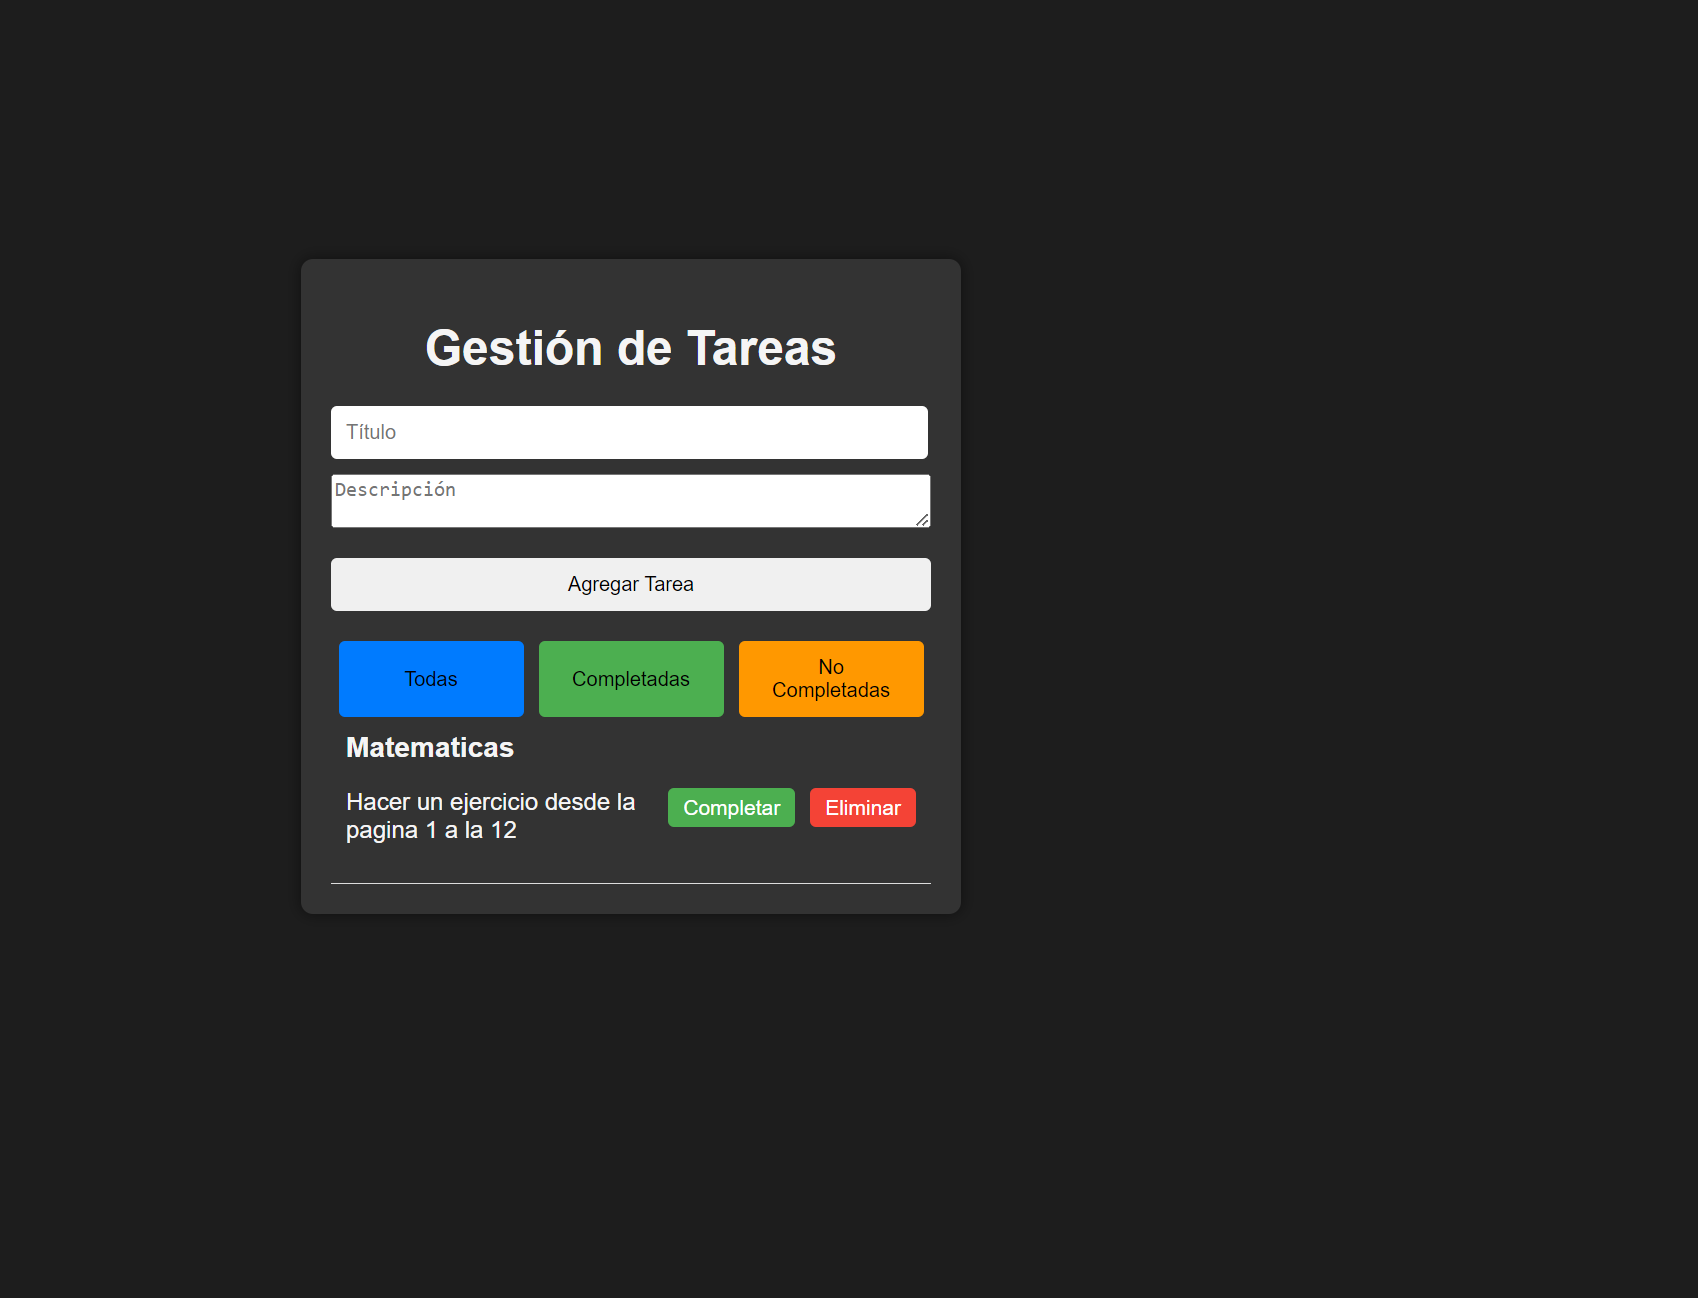 Gestión de Tareas
Título
Descripción
Agregar Tarea
Todas
Completadas
No
Completadas
Matematicas
Hacer un ejercicio desde la
pagina 1 a la 12
Completar
Eliminar